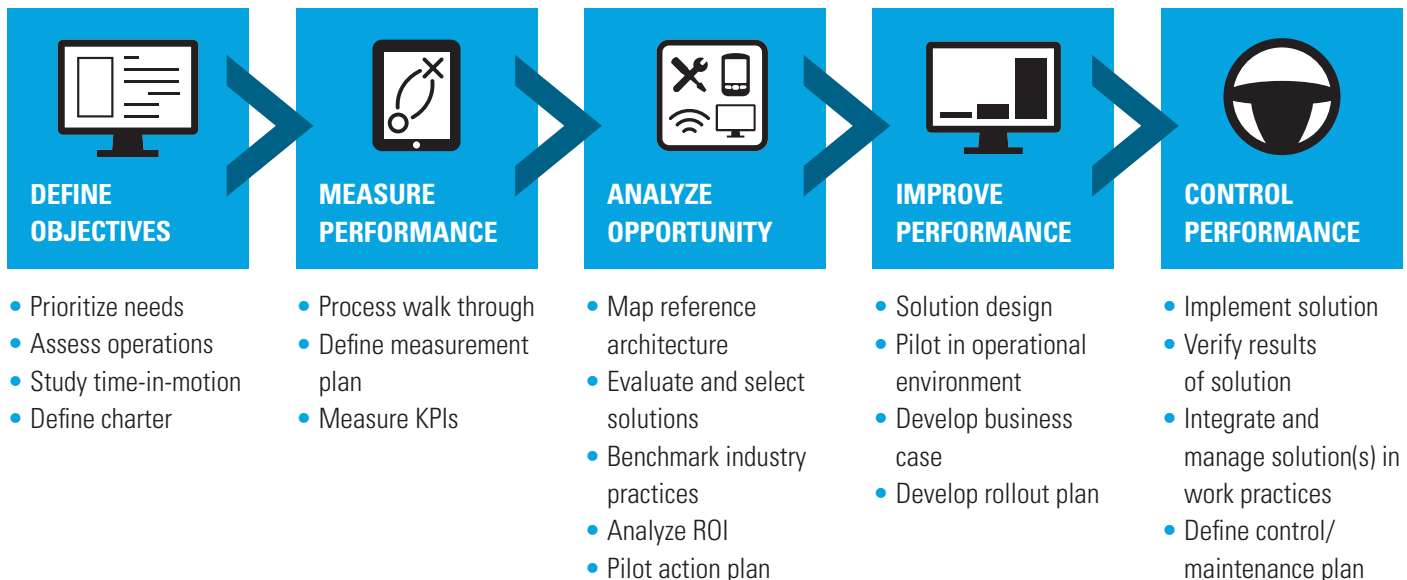 DEFINE
OBJECTIVES
• Prioritize needs
• Assess operations
• Study time-in-motion
• Define charter
MEASURE
PERFORMANCE
• Process walk through
• Define measurement
plan
• Measure KPIs
ANALYZE
OPPORTUNITY
• Map reference
architecture
• Evaluate and select
solutions
• Benchmark industry
practices
• Analyze ROI
• Pilot action plan
IMPROVE
PERFORMANCE
• Solution design
• Pilot in operational
environment
• Develop business
case
• Develop rollout plan
CONTROL
PERFORMANCE
• Implement solution
• Verify results
of solution
• Integrate and
manage solution(s) in
work practices
• Define control/
maintenance plan